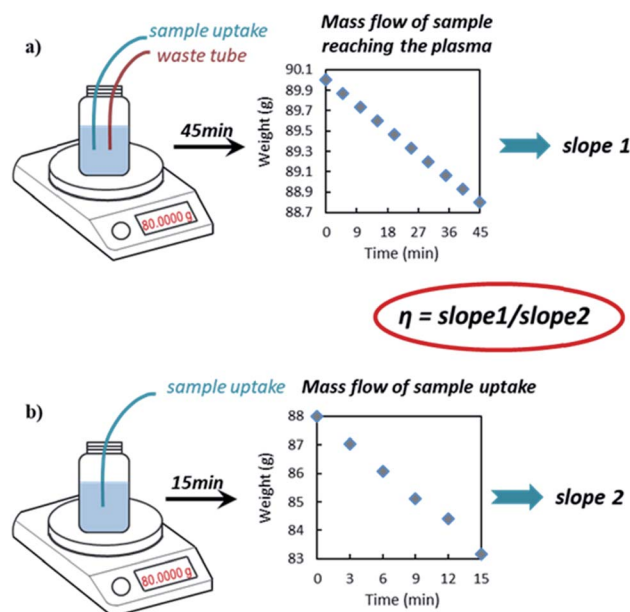 a)
sample uptake
waste tube
80.0000 g
45min
Mass flow of sample
reaching the plasma
Weight (g)
90.1
89.9
89.7
89.5
89.3
89.1
88.9
88.7
0 9 18 27 36 45
Time (min)
slope 1
η = slope1/slope2
b)
sample uptake
80.0000 g
15min
Mass flow of sample uptake
Weight (g)
88
87
86
85
84
83
0 3 6 9 12 15
Time (min)
slope 2